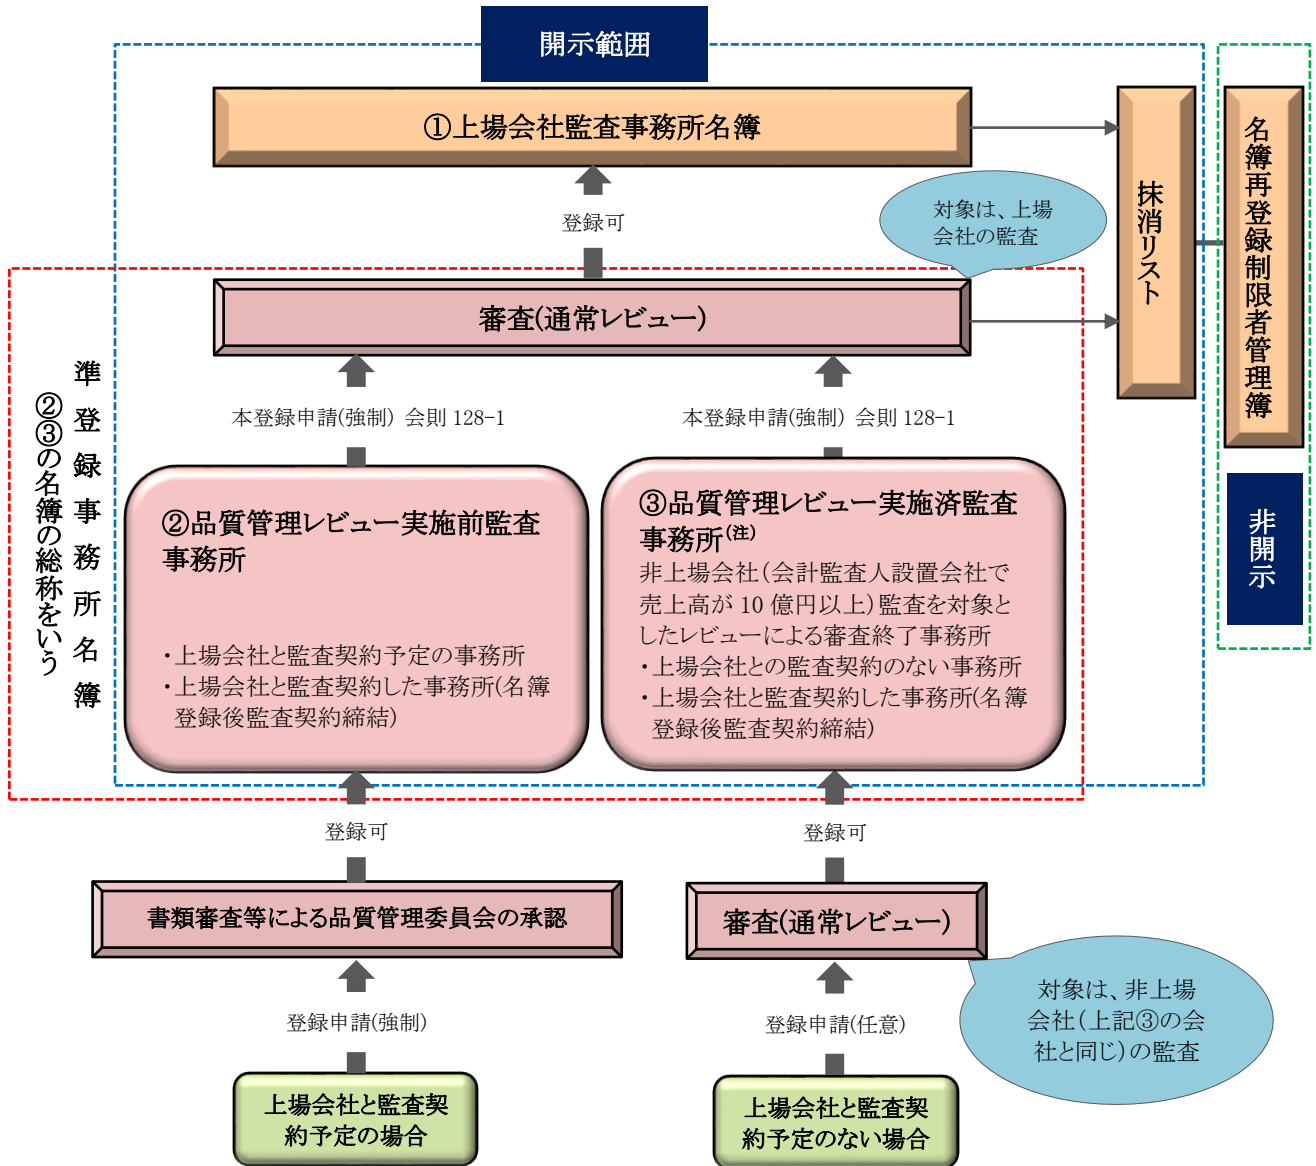 開示範囲
①上場会社監査事務所名簿
登録可
対象は、上場
会社の監査
抹消リスト
名簿再登録制限者管理簿
非開示
審査(通常レビュー)
準登録事務所名簿
②③の名簿の総称をいう
本登録申請(強制) 会則 128-1
本登録申請(強制) 会則 128-1
②品質管理レビュー実施前監査
事務所
・上場会社と監査契約予定の事務所
・上場会社と監査契約した事務所(名簿
登録後監査契約締結)
③品質管理レビュー実施済監査
事務所(注)
非上場会社(会計監査人設置会社で
売上高が 10 億円以上)監査を対象と
したレビューによる審査終了事務所
・上場会社との監査契約のない事務所
・上場会社と監査契約した事務所(名簿
登録後監査契約締結)
登録可
登録可
書類審査等による品質管理委員会の承認
審査(通常レビュー)
対象は、非上場
会社(上記③の会
社と同じ)の監査
登録申請(強制)
登録申請(任意)
上場会社と監査契
約予定の場合
上場会社と監査契
約予定のない場合